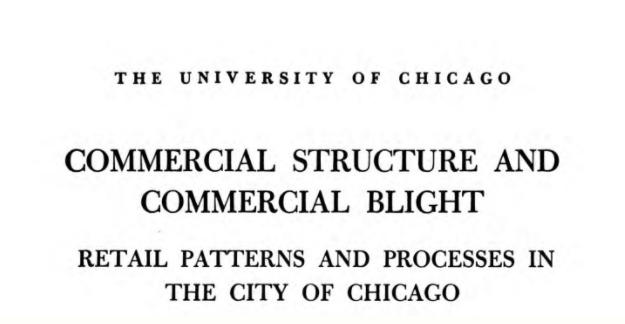 THE UNIVERSITY OF CHICAGO
COMMERCIAL STRUCTURE AND
COMMERCIAL BLIGHT
RETAIL PATTERNS AND PROCESSES IN
THE CITY OF CHICAGO